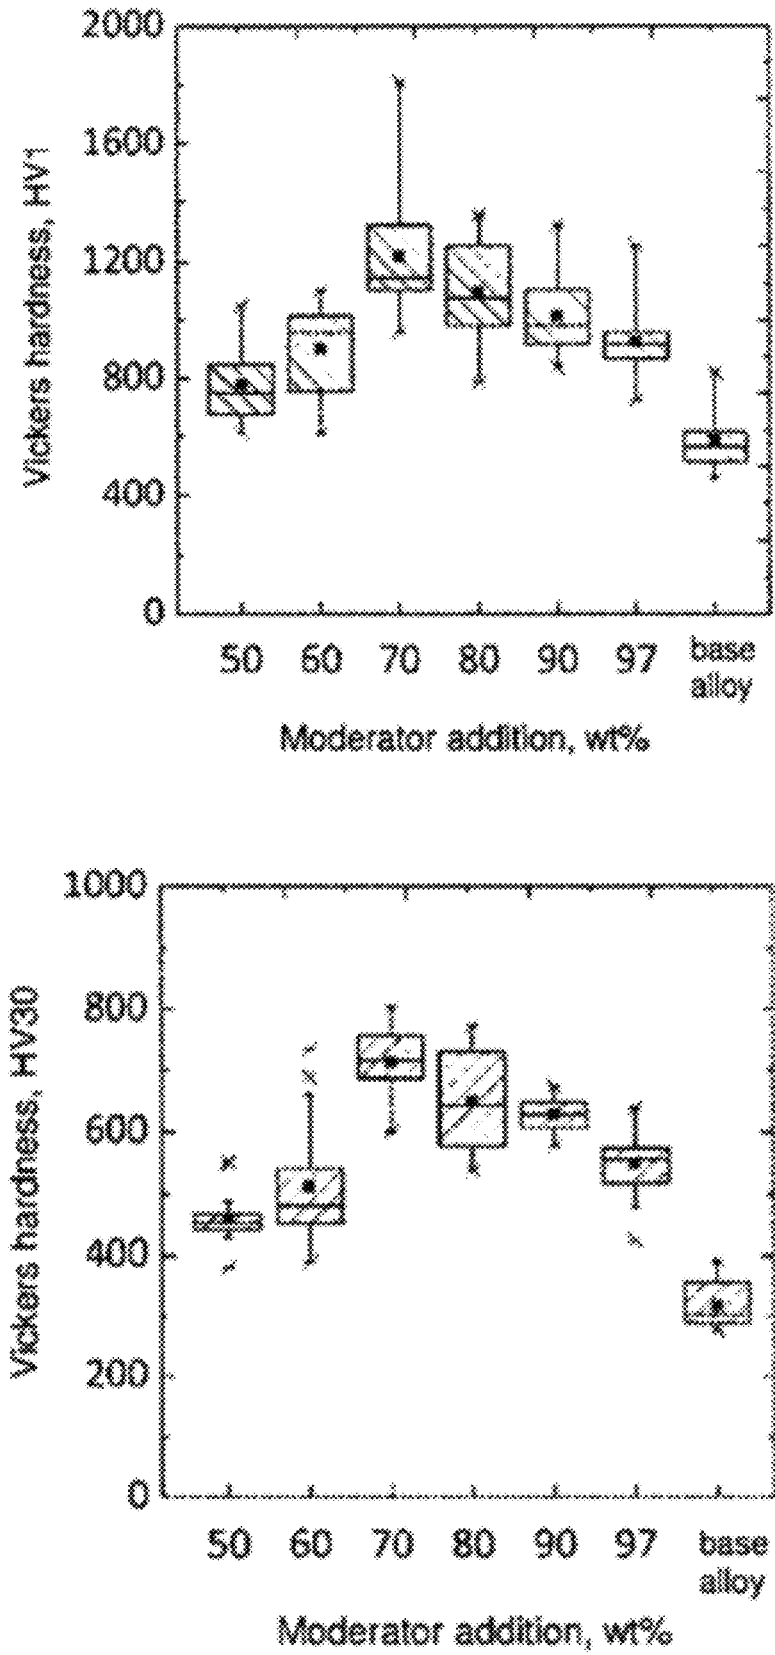 2000
1600
1200
800
400
0
Vickers hardness, HV1
50 60 70 80 90 97 base alloy
Moderator addition, wt%
1000
800
600
400
200
0
Vickers hardness, HV30
50 60 70 80 90 97 base alloy
Moderator addition, wt%